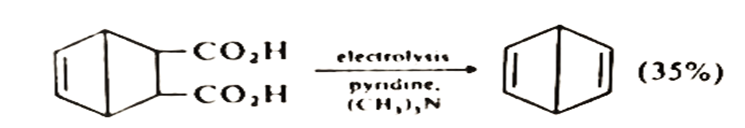 CO₂H
electrolysis
CO₂H
pyridine,
(CH₃)₃N
(35%)